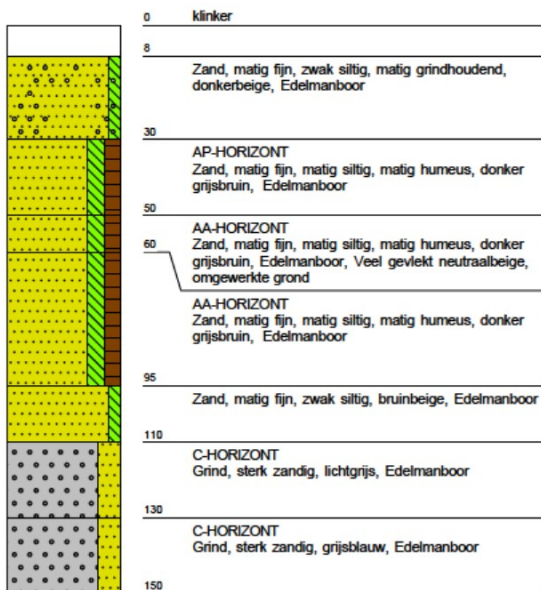 0 klinker
8
Zand, matig fijn, zwak siltig, matig grindhoudend,
donkerbeige, Edelmanboor
30
AP-HORIZONT
Zand, matig fijn, matig siltig, matig humeus, donker
grijsbruin, Edelmanboor
50
AA-HORIZONT
Zand, matig fijn, matig siltig, matig humeus, donker
grijsbruin, Edelmanboor, Veel gevlekt neutraalbeige,
omgewerkte grond
60
AA-HORIZONT
Zand, matig fijn, matig siltig, matig humeus, donker
grijsbruin, Edelmanboor
95
Zand, matig fijn, zwak siltig, bruinbeige, Edelmanboor
110
C-HORIZONT
Grind, sterk zandig, lichtgrijs, Edelmanboor
130
C-HORIZONT
Grind, sterk zandig, grijsblauw, Edelmanboor
150